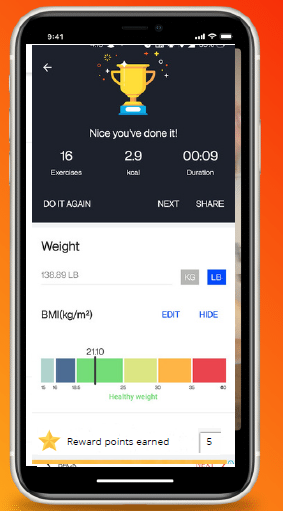 9:41
Nice you've done it!
16 2.9 00:09
Exercises kcal Duration
DO IT AGAIN NEXT SHARE
Weight
138.89 LB KG LB
BMI(kg/m²) EDIT HIDE
21.10
15 16 18.5 25 30 35 40
Healthy weight
Reward points earned 5